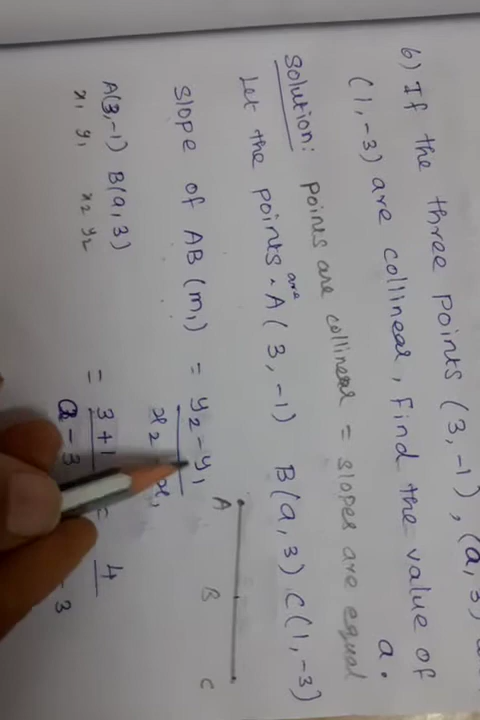 6) If the three points (3,-1), (a, 3)
(1,-3) are collinear, Find the value of
a.
Solution: points are collinear = slopes are equal
Let the points are A(3,-1) B(a,3) C(1,-3)
A B C
Slope of AB (m₁) = y₂-y₁
x₂ x₁
A(3,-1) B(a,3) = 3+1 4
x₁ y₁ x₂ y₂ a-3 3